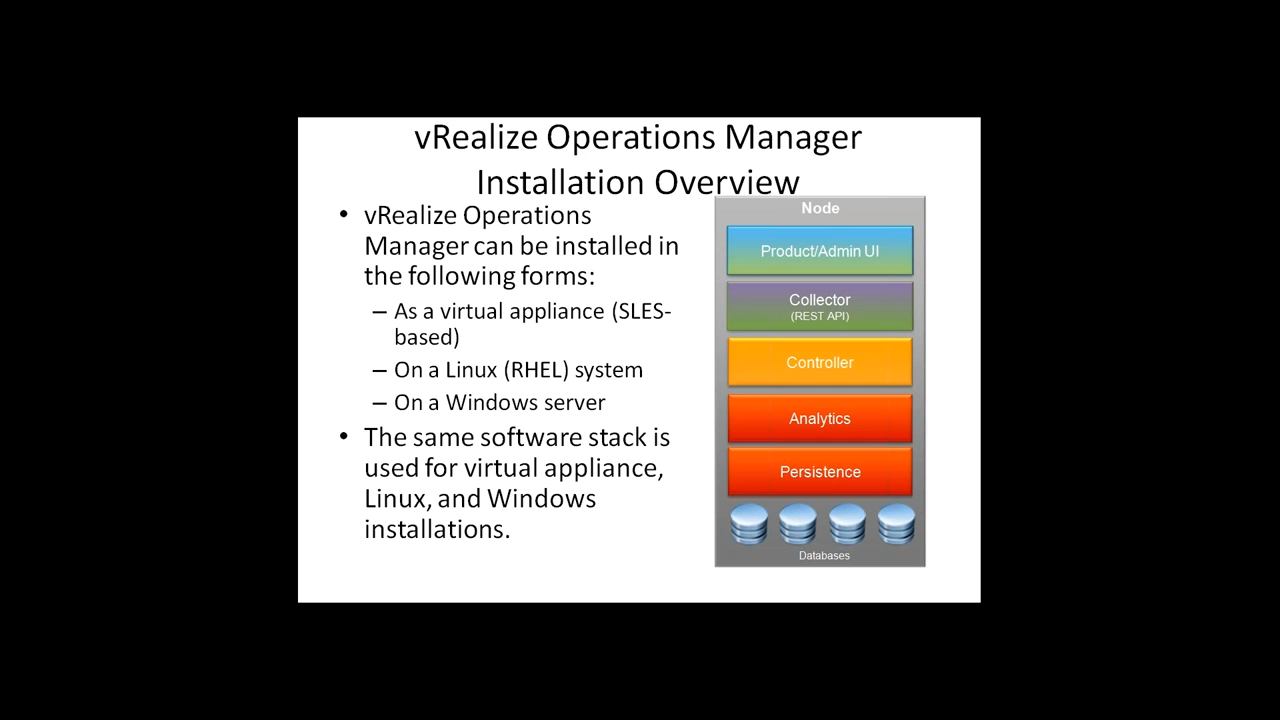 vRealize Operations Manager
Installation Overview
• vRealize Operations
Manager can be installed in
the following forms:
– As a virtual appliance (SLES-
based)
– On a Linux (RHEL) system
– On a Windows server
• The same software stack is
used for virtual appliance,
Linux, and Windows
installations.
Node
Product/Admin UI
Collector
(REST API)
Controller
Analytics
Persistence
Databases